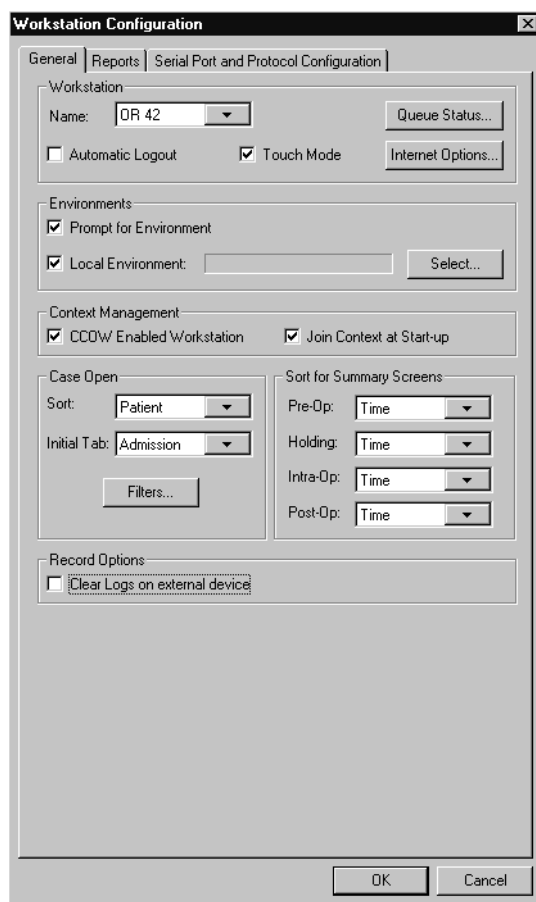 Workstation Configuration
General Reports Serial Port and Protocol Configuration
Workstation
Name: OR 42 Queue Status...
Automatic Logout Touch Mode Internet Options...
Environments
Prompt for Environment
Local Environment: Select...
Context Management
CCOW Enabled Workstation Join Context at Start-up
Case Open
Sort: Patient
Initial Tab: Admission
Filters...
Sort for Summary Screens
Pre-Op: Time
Holding: Time
Intra-Op: Time
Post-Op: Time
Record Options
Clear Logs on external device
OK Cancel